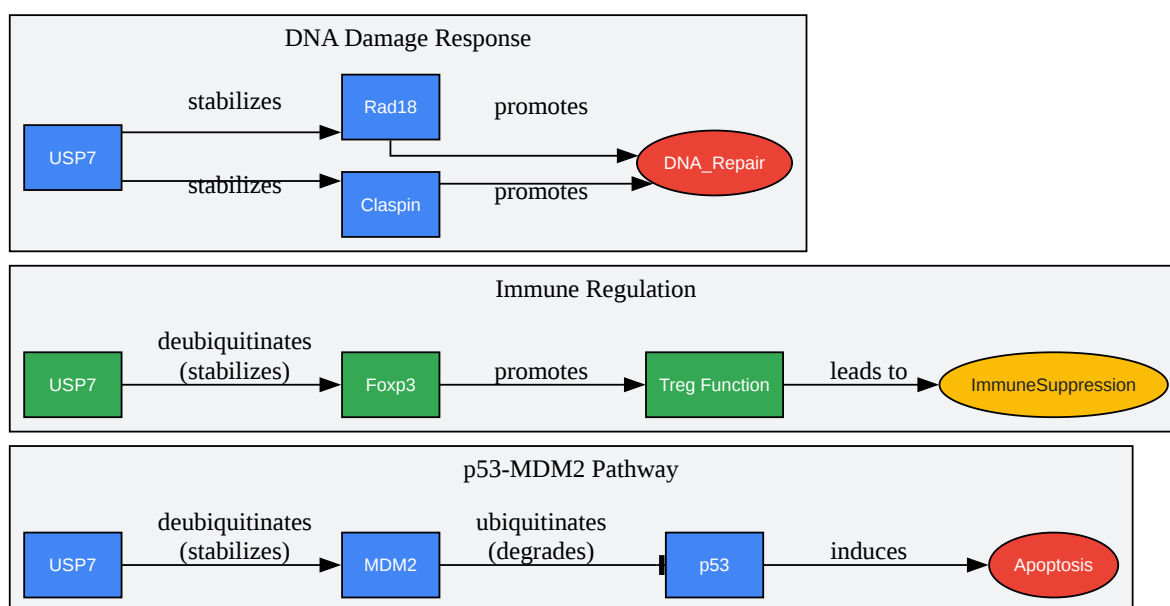 DNA Damage Response
stabilizes
Rad18
promotes
USP7
DNA_Repair
stabilizes
Claspin
promotes
Immune Regulation
deubiquitinates
(stabilizes)
USP7
Foxp3
promotes
Treg Function
leads to
ImmuneSuppression
p53-MDM2 Pathway
deubiquitinates
(stabilizes)
ubiquitinates
(degrades)
USP7
MDM2
p53
induces
Apoptosis